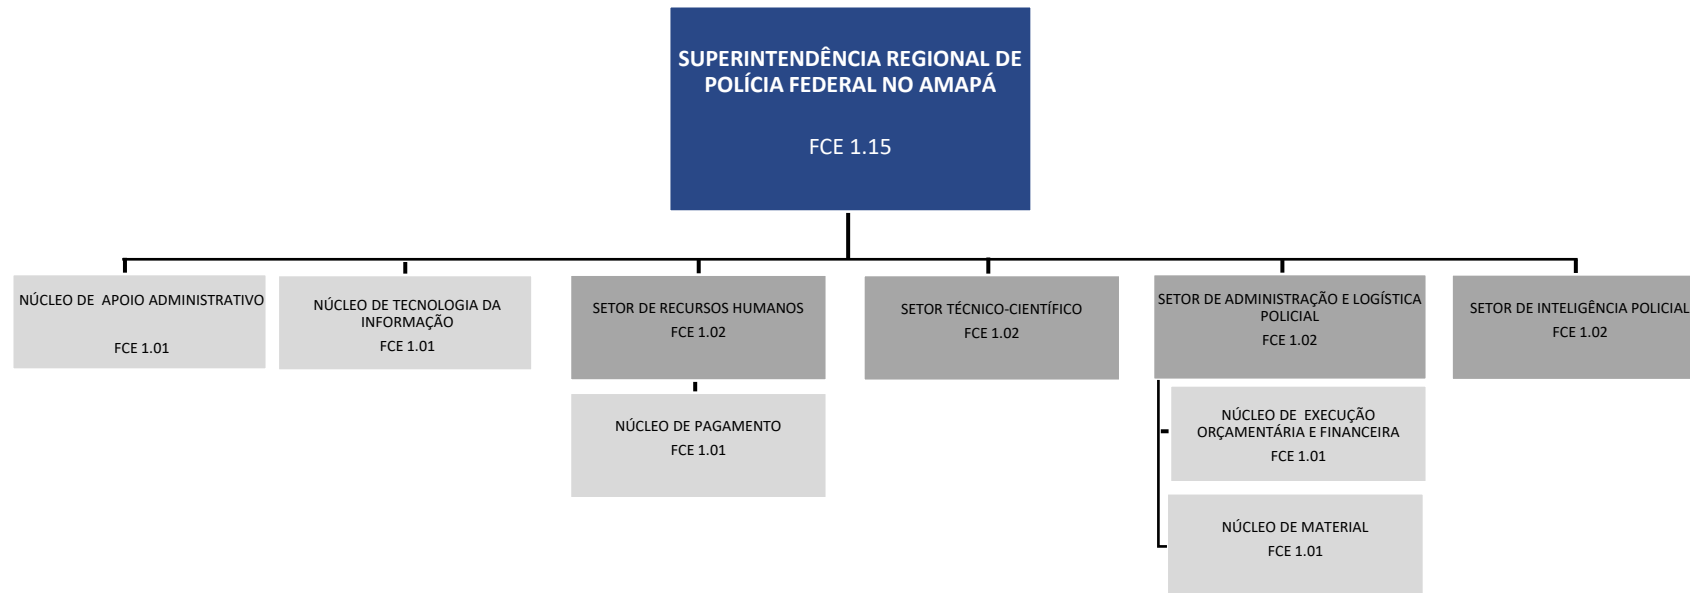 SUPERINTENDÊNCIA REGIONAL DE
POLÍCIA FEDERAL NO AMAPÁ
FCE 1.15
NÚCLEO DE APOIO ADMINISTRATIVO
FCE 1.01
NÚCLEO DE TECNOLOGIA DA
INFORMAÇÃO
FCE 1.01
SETOR DE RECURSOS HUMANOS
FCE 1.02
SETOR TÉCNICO-CIENTÍFICO
FCE 1.02
SETOR DE ADMINISTRAÇÃO E LOGÍSTICA
POLICIAL
FCE 1.02
SETOR DE INTELIGÊNCIA POLICIAL
FCE 1.02
NÚCLEO DE PAGAMENTO
FCE 1.01
NÚCLEO DE EXECUÇÃO
ORÇAMENTÁRIA E FINANCEIRA
FCE 1.01
NÚCLEO DE MATERIAL
FCE 1.01